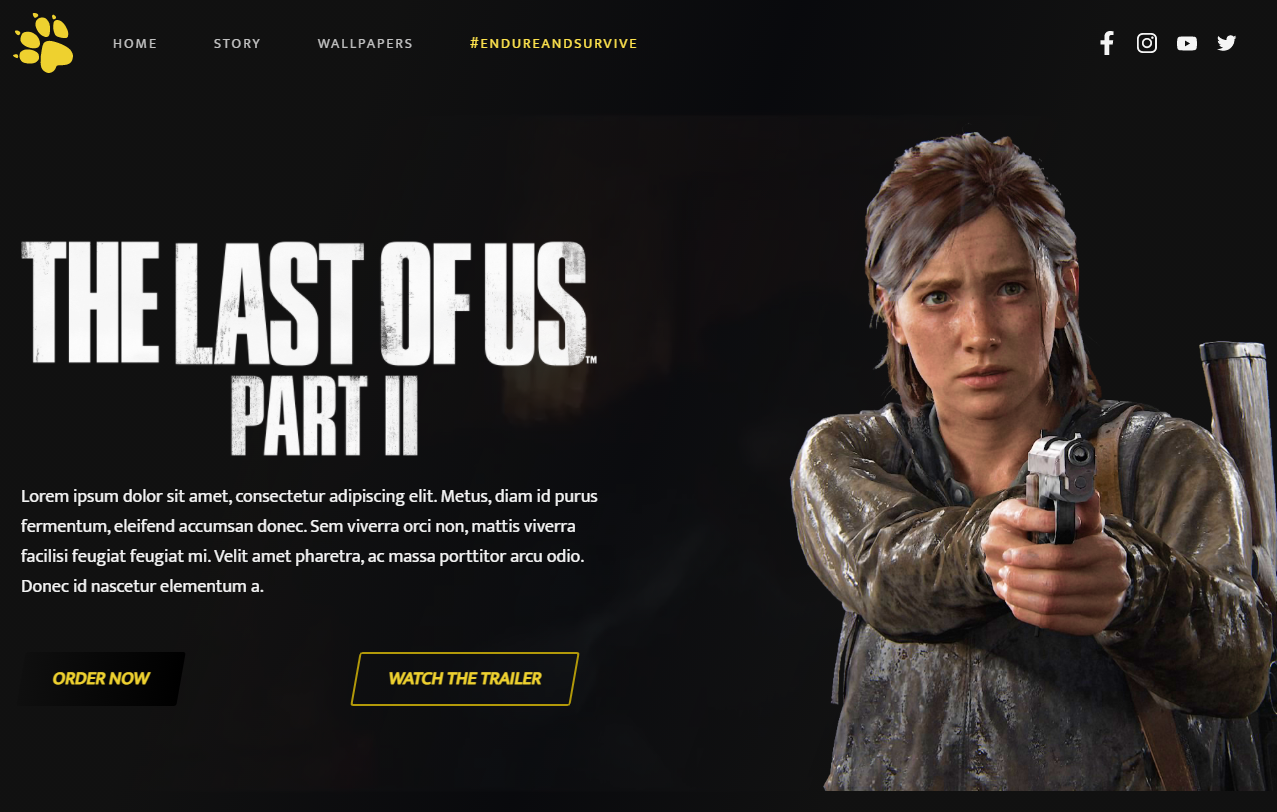 HOME
STORY
WALLPAPERS
#ENDUREANDSURVIVE
THE LAST OF US™
PART II
Lorem ipsum dolor sit amet, consectetur adipiscing elit. Metus, diam id purus
fermentum, eleifend accumsan donec. Sem viverra orci non, mattis viverra
facilisi feugiat feugiat mi. Velit amet pharetra, ac massa porttitor arcu odio.
Donec id nascetur elementum a.
ORDER NOW
WATCH THE TRAILER